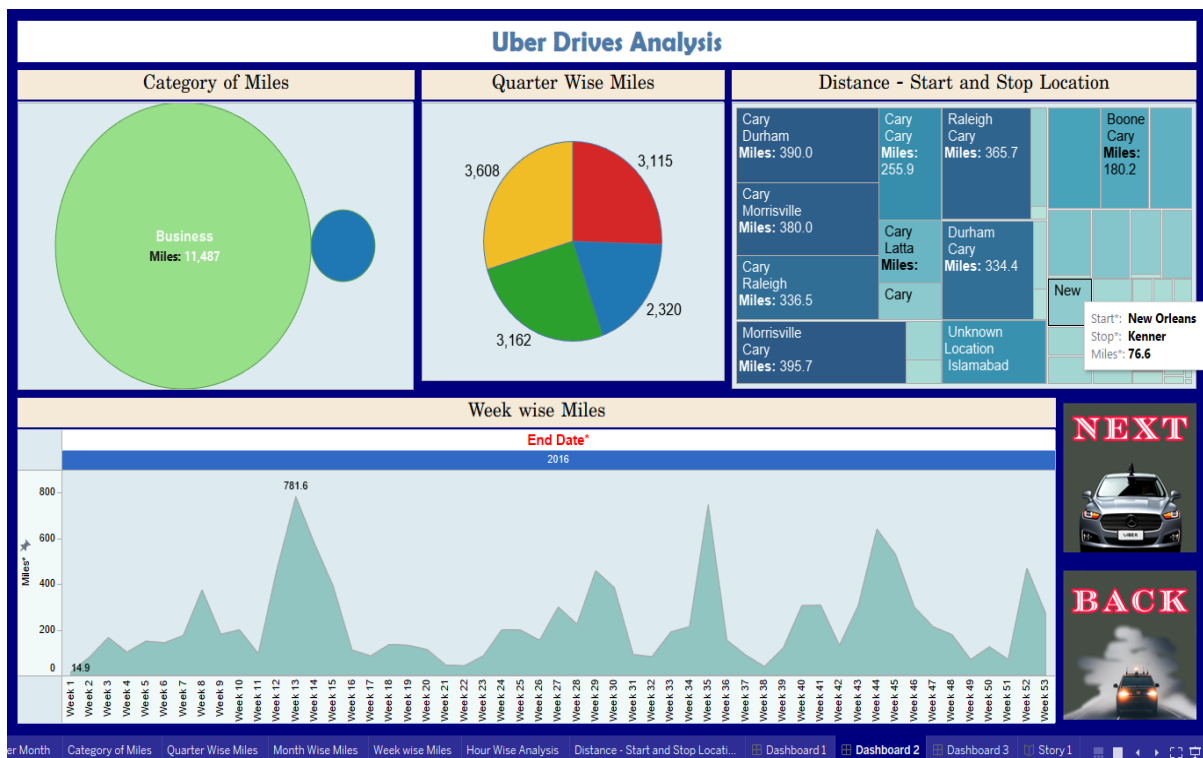 Uber Drives Analysis
Category of Miles
Business
Miles: 11,487
Quarter Wise Miles
3,608
3,115
2,320
3,162
Distance - Start and Stop Location
Cary
Durham
Miles: 390.0
Cary
Morrisville
Miles: 380.0
Cary
Raleigh
Miles: 336.5
Morrisville
Cary
Miles: 395.7
Cary
Cary
Miles:
255.9
Cary
Latta
Miles:
Cary
Raleigh
Cary
Miles: 365.7
Durham
Cary
Miles: 334.4
Unknown
Location
Islamabad
Boone
Cary
Miles:
180.2
New
Start*: New Orleans
Stop*: Kenner
Miles*: 76.6
Week wise Miles
End Date*
2016
Miles*
800
600
400
200
0
14.9
781.6
Week 1
Week 2
Week 3
Week 4
Week 5
Week 6
Week 7
Week 8
Week 9
Week 10
Week 11
Week 12
Week 13
Week 14
Week 15
Week 16
Week 17
Week 18
Week 19
Week 20
Week 21
Week 22
Week 23
Week 24
Week 25
Week 26
Week 27
Week 28
Week 29
Week 30
Week 31
Week 32
Week 33
Week 34
Week 35
Week 36
Week 37
Week 38
Week 39
Week 40
Week 41
Week 42
Week 43
Week 44
Week 45
Week 46
Week 47
Week 48
Week 49
Week 50
Week 51
Week 52
Week 53
NEXT
UBER
BACK
er Month
Category of Miles
Quarter Wise Miles
Month Wise Miles
Week wise Miles
Hour Wise Analysis
Distance - Start and Stop Locati...
Dashboard 1
Dashboard 2
Dashboard 3
Story 1